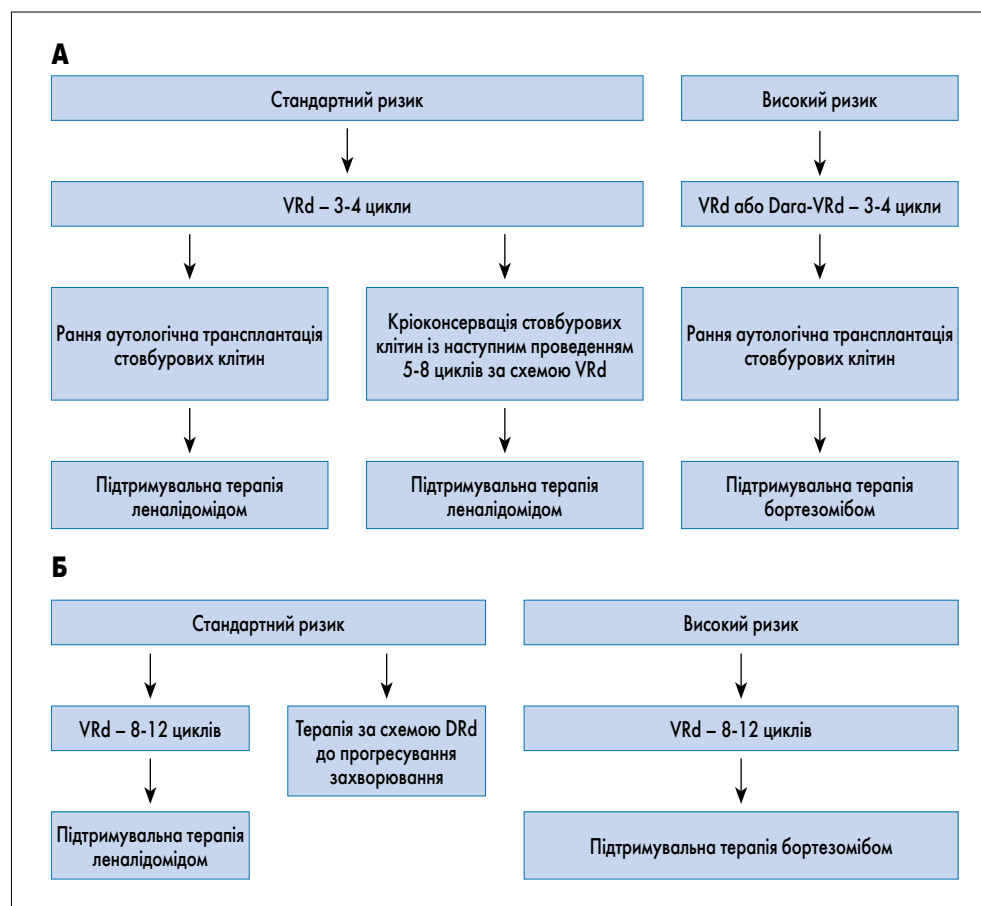 А
Стандартний ризик
Високий ризик
VRd – 3-4 цикли
VRd або Dara-VRd – 3-4 цикли
Рання аутологічна трансплантація
стовбурових клітин
Кріоконсервація стовбурових
клітин із наступним проведенням
5-8 циклів за схемою VRd
Рання аутологічна трансплантація
стовбурових клітин
Підтримувальна терапія
леналідомідом
Підтримувальна терапія
леналідомідом
Підтримувальна терапія
бортезомібом
Б
Стандартний ризик
Високий ризик
VRd – 8-12 циклів
Терапія за схемою DRd
до прогресування
захворювання
VRd – 8-12 циклів
Підтримувальна терапія
леналідомідом
Підтримувальна терапія бортезомібом